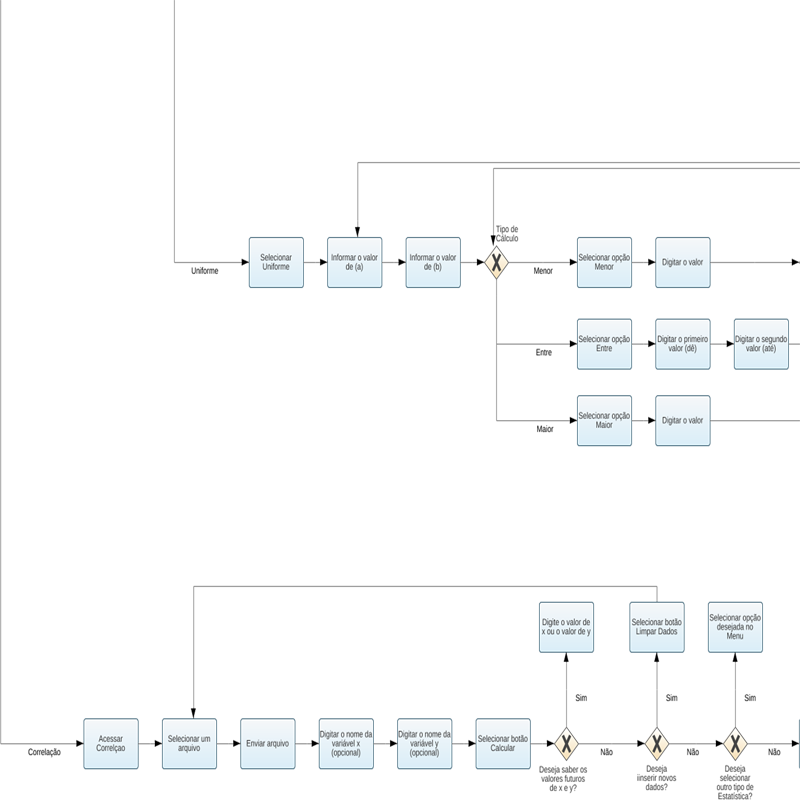 Tipo de
Cálculo
Uniforme
Selecionar
Uniforme
Informar o valor
de (a)
Informar o valor
de (b)
Menor
Selecionar opção
Menor
Digitar o valor
Entre
Selecionar opção
Entre
Digitar o primeiro
valor (dê)
Digitar o segundo
valor (até)
Maior
Selecionar opção
Maior
Digitar o valor
Digite o valor de
x ou o valor de y
Selecionar botão
Limpar Dados
Selecionar opção
desejada no
Menu
Sim
Sim
Sim
Correlação
Acessar
Correlçao
Selecionar um
arquivo
Enviar arquivo
Digitar o nome da
variável x
(opcional)
Digitar o nome da
variável y
(opcional)
Selecionar botão
Calcular
Não
Não
Não
Deseja saber os
valores futuros
de x e y?
Deseja
iinserir novos
dados?
Deseja
selecionar
outro tipo de
Estatística?